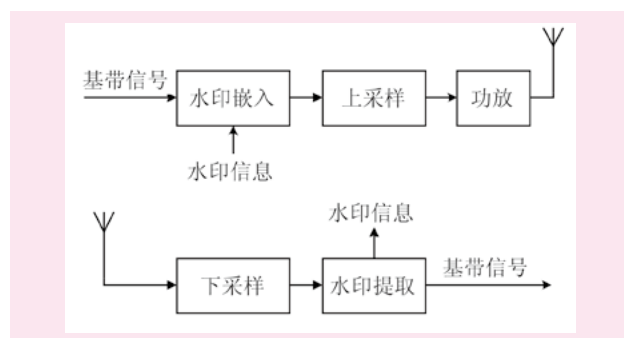 基带信号
水印嵌入
上采样
功放
水印信息
水印信息
下采样
水印提取
基带信号